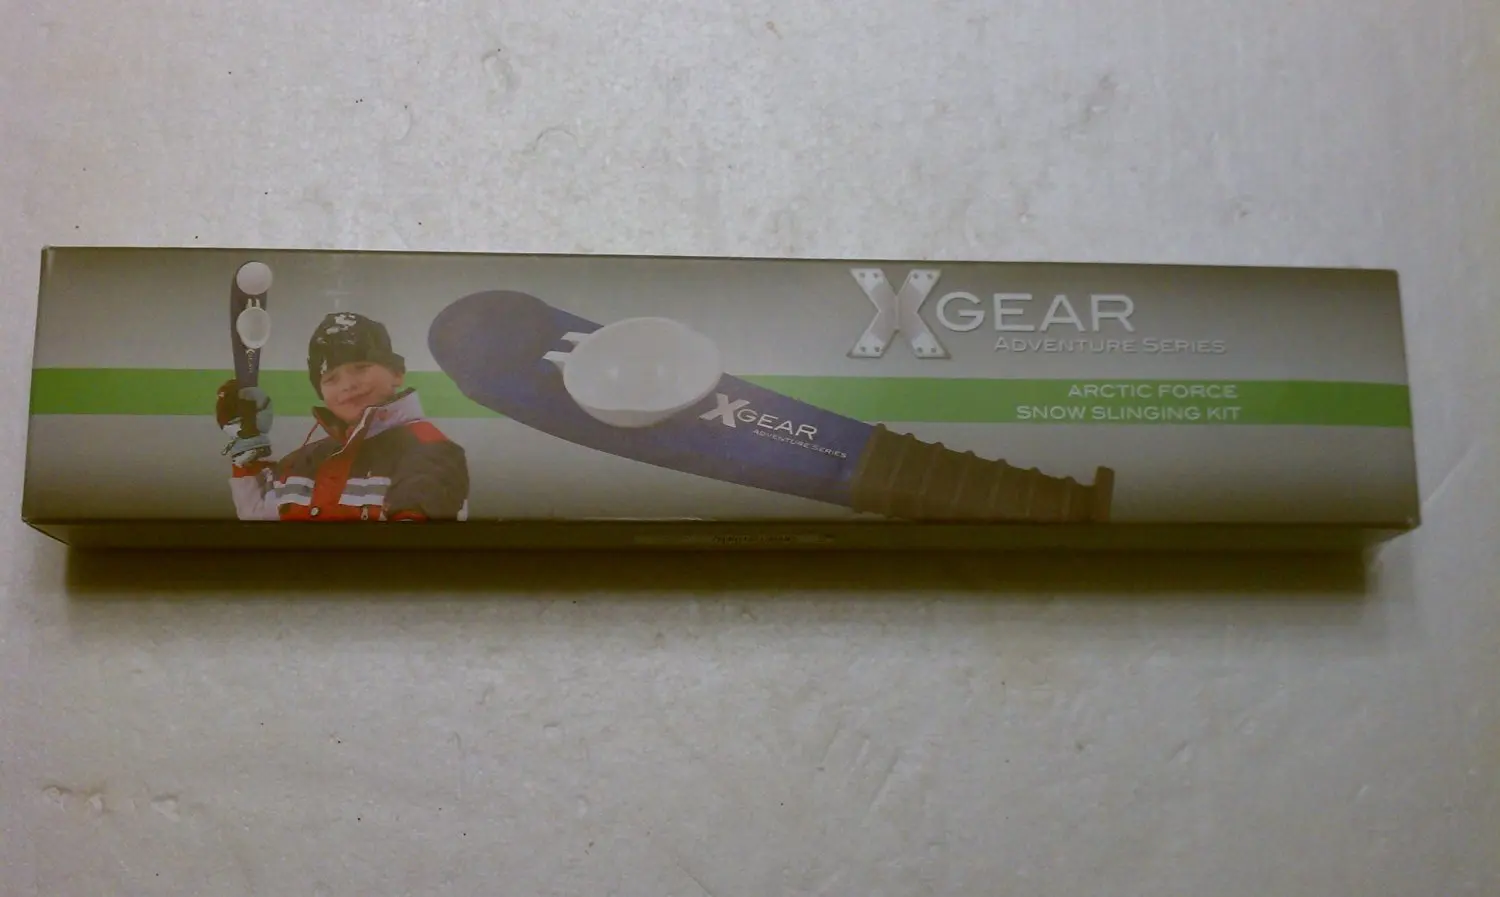 XGEAR
ADVENTURE SERIES
ARCTIC FORCE
SNOW SLINGING KIT
XGEAR
ADVENTURE SERIES